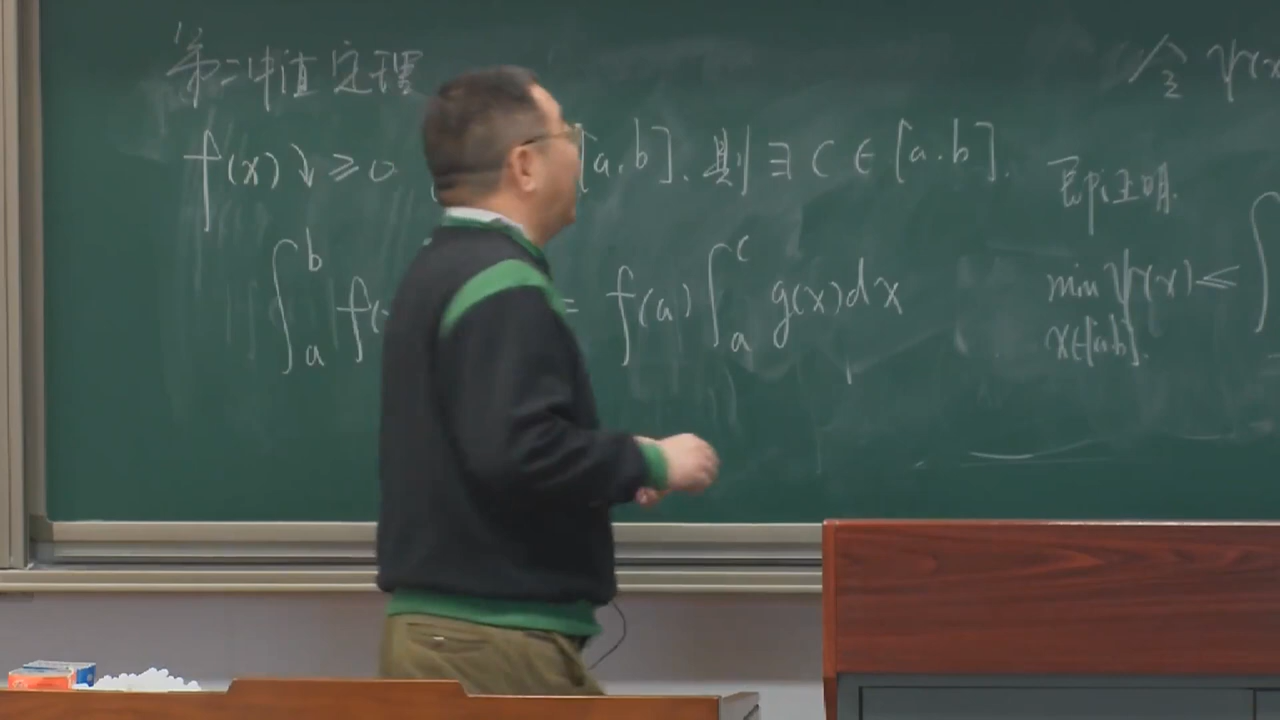 第二中值定理
f(x)↓≥0 [a.b]. 则∃C∈[a.b].
∫_a^b f( = f(a)∫_a^c g(x)dx
令 ψ(x
即证明.
min ψ(x) ≤ ∫
x∈[a.b].